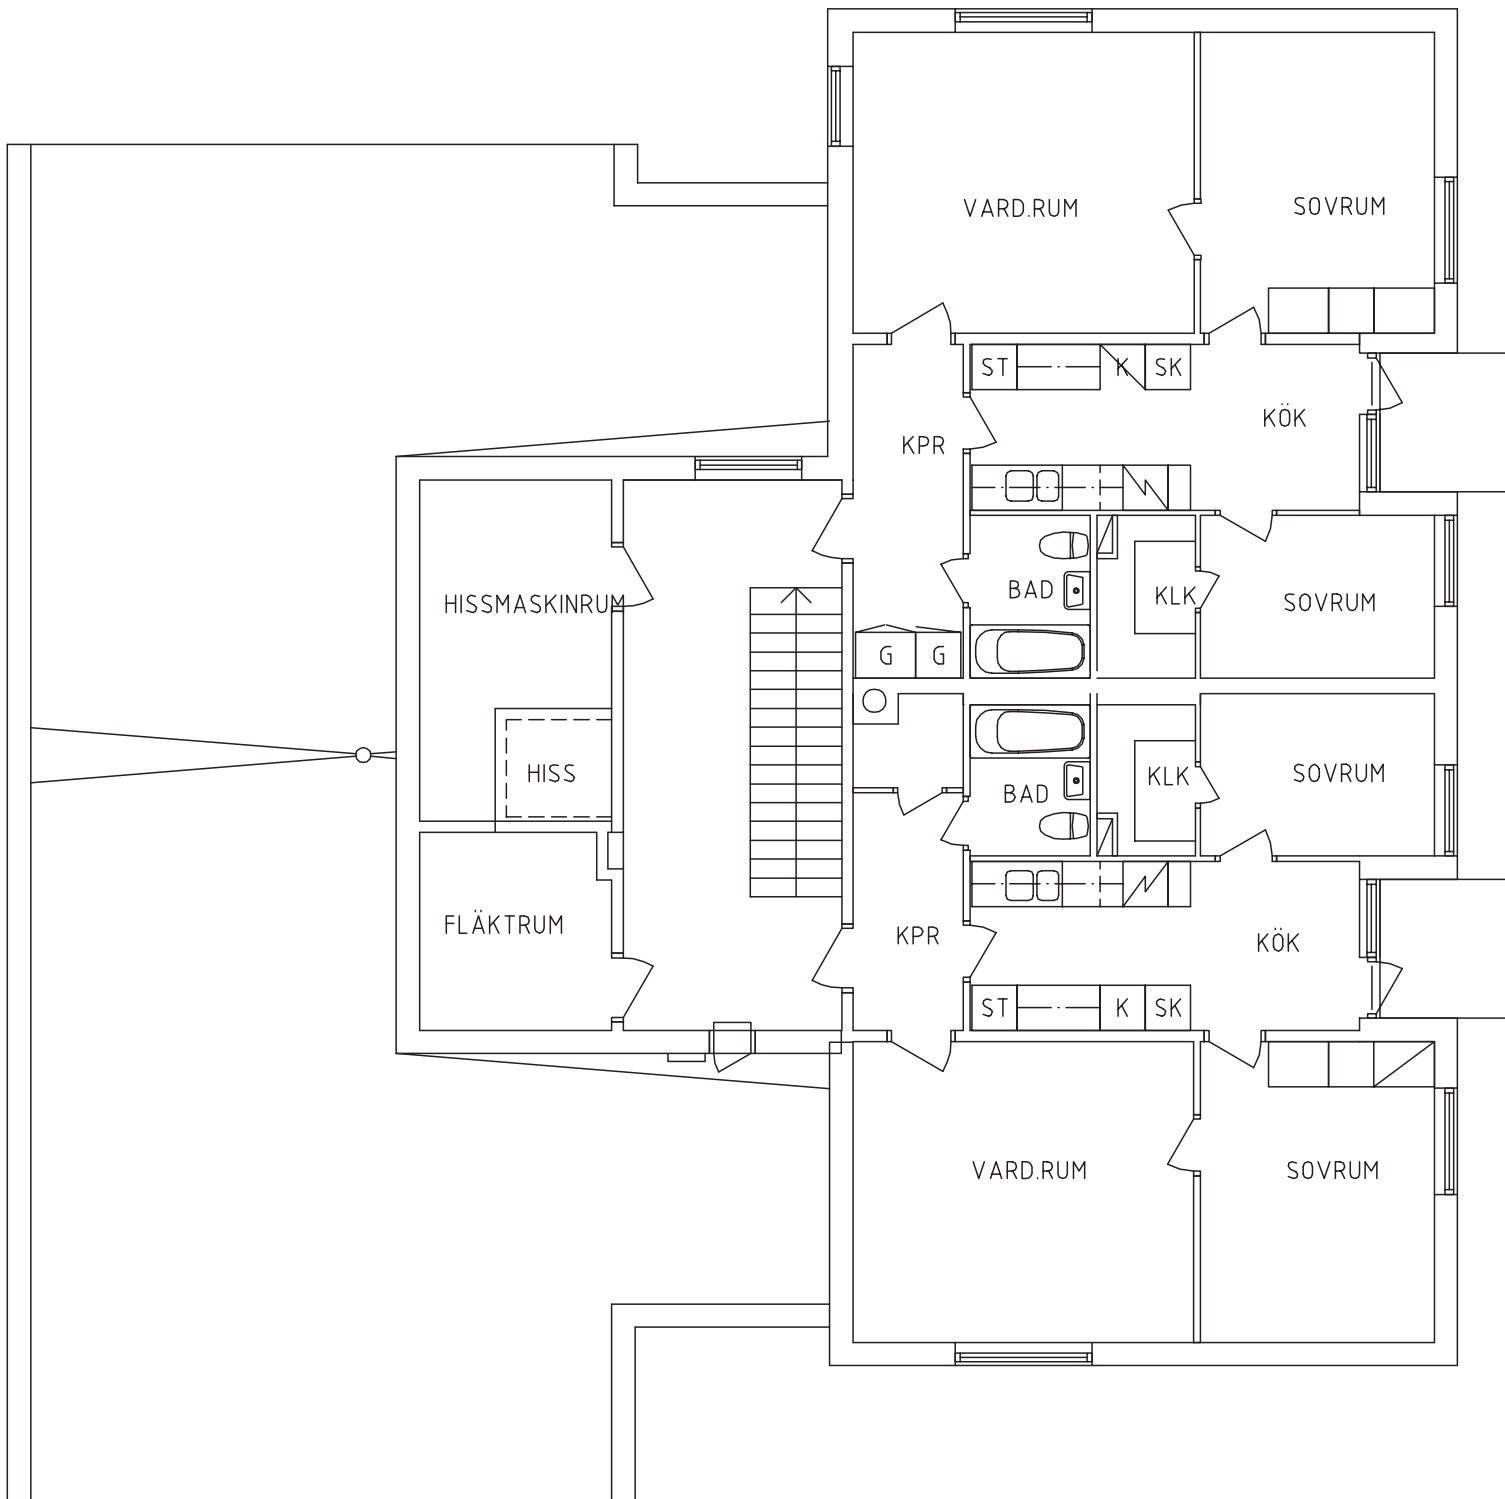 VARD.RUM
SOVRUM
ST
K
SK
KÖK
KPR
HISSMASKINRUM
BAD
KLK
SOVRUM
G
G
HISS
BAD
KLK
SOVRUM
FLÄKTRUM
KPR
KÖK
ST
K
SK
VARD.RUM
SOVRUM